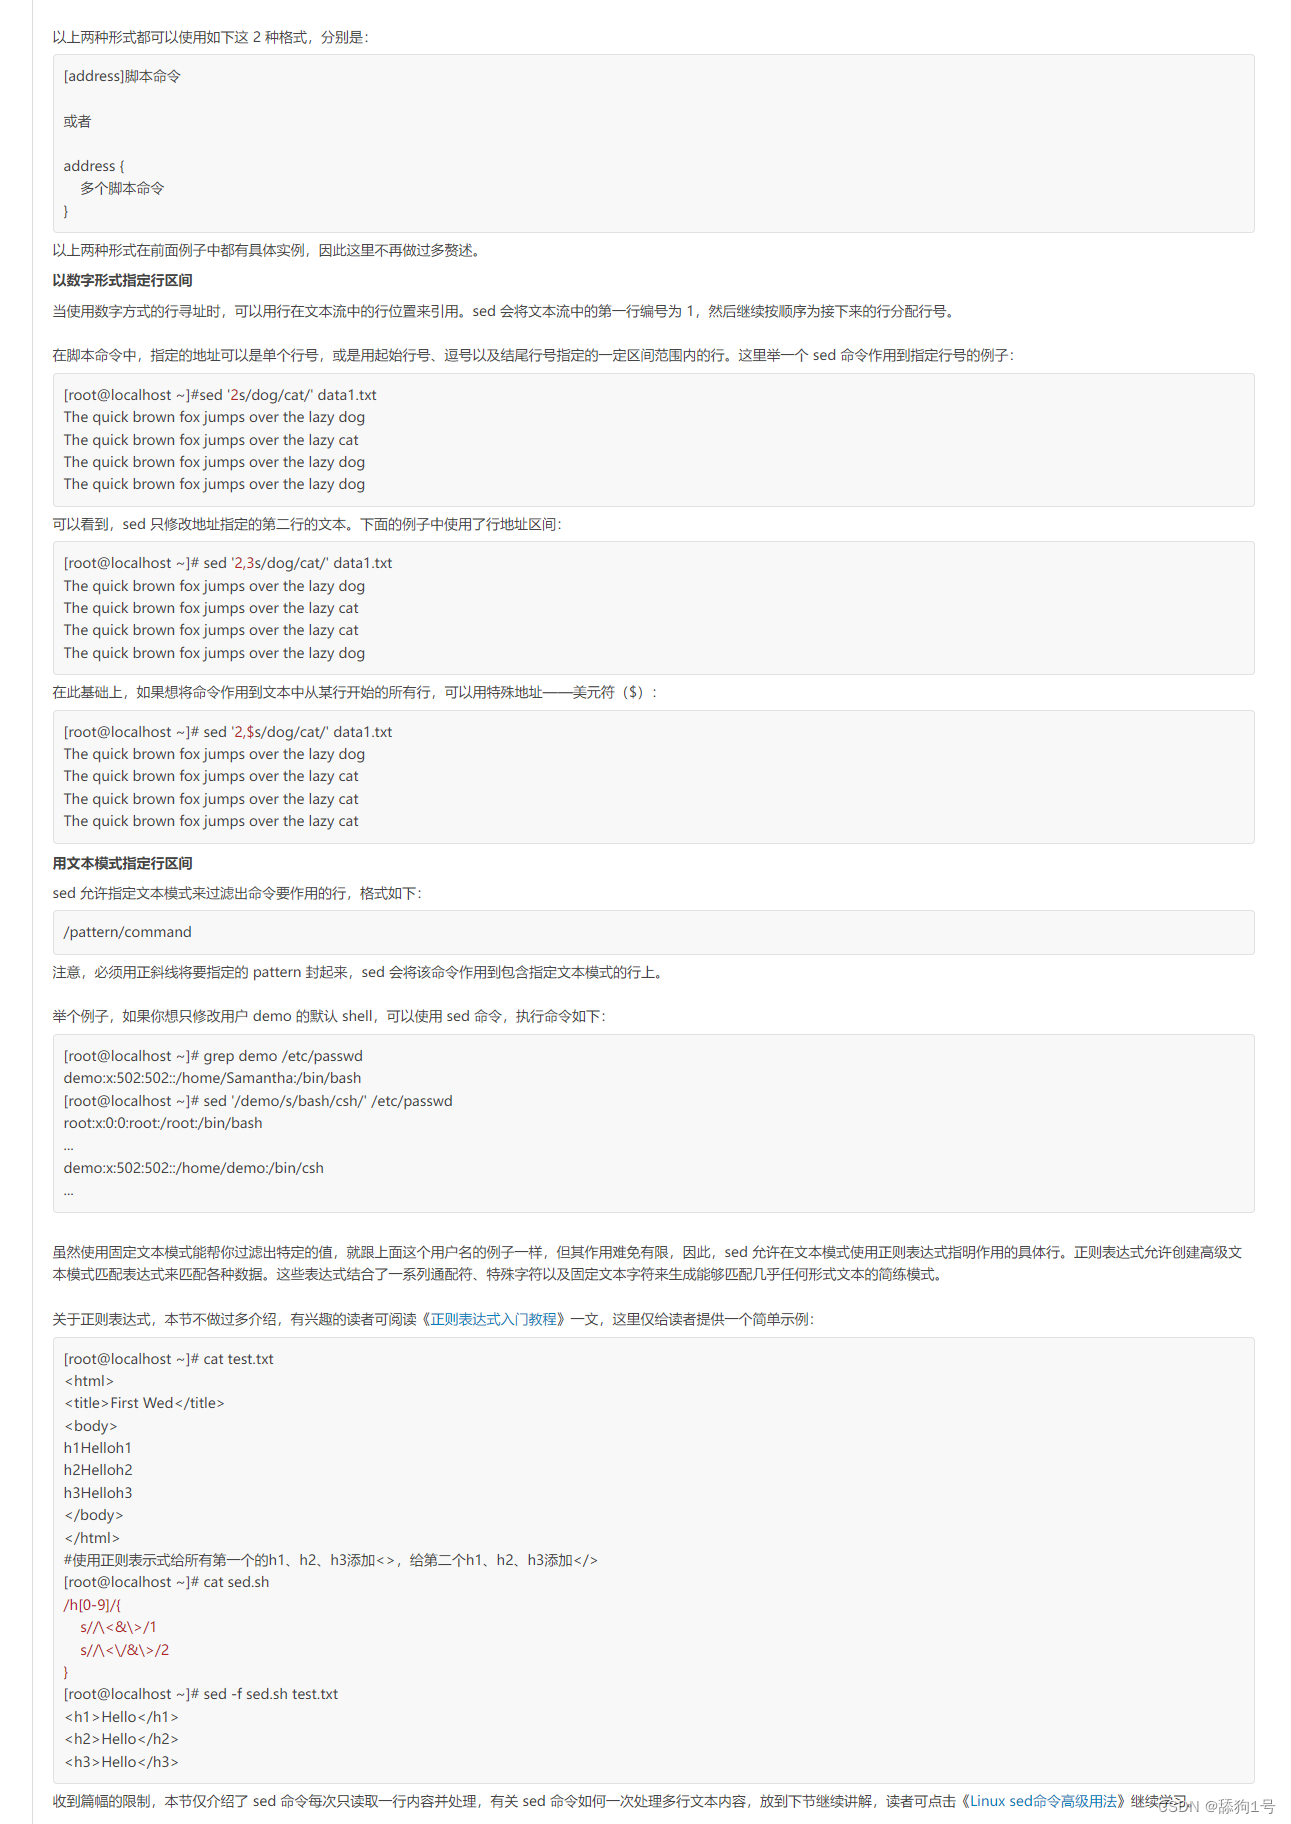 以上两种形式都可以使用如下这 2 种格式，分别是：
[address]脚本命令
或者
address {
多个脚本命令
}
以上两种形式在前面例子中都有具体实例，因此这里不再做过多赘述。
以数字形式指定行区间
当使用数字方式的行寻址时，可以用行在文本流中的行位置来引用。sed 会将文本流中的第一行编号为 1，然后继续按顺序为接下来的行分配行号。
在脚本命令中，指定的地址可以是单个行号，或是用起始行号、逗号以及结尾行号指定的一定区间范围内的行。这里举一个 sed 命令作用到指定行号的例子：
[root@localhost ~]#sed '2s/dog/cat/' data1.txt
The quick brown fox jumps over the lazy dog
The quick brown fox jumps over the lazy cat
The quick brown fox jumps over the lazy dog
The quick brown fox jumps over the lazy dog
可以看到，sed 只修改地址指定的第二行的文本。下面的例子中使用了行地址区间：
[root@localhost ~]# sed '2,3s/dog/cat/' data1.txt
The quick brown fox jumps over the lazy dog
The quick brown fox jumps over the lazy cat
The quick brown fox jumps over the lazy cat
The quick brown fox jumps over the lazy dog
在此基础上，如果想将命令作用到文本中从某行开始的所有行，可以用特殊地址——美元符（$）：
[root@localhost ~]# sed '2,$s/dog/cat/' data1.txt
The quick brown fox jumps over the lazy dog
The quick brown fox jumps over the lazy cat
The quick brown fox jumps over the lazy cat
The quick brown fox jumps over the lazy cat
用文本模式指定行区间
sed 允许指定文本模式来过滤出命令要作用的行，格式如下：
/pattern/command
注意，必须用正斜线将要指定的 pattern 封起来，sed 会将该命令作用到包含指定文本模式的行上。
举个例子，如果你想只修改用户 demo 的默认 shell，可以使用 sed 命令，执行命令如下：
[root@localhost ~]# grep demo /etc/passwd
demo:x:502:502::/home/Samantha:/bin/bash
[root@localhost ~]# sed '/demo/s/bash/csh/' /etc/passwd
root:x:0:0:root:/root:/bin/bash
...
demo:x:502:502::/home/demo:/bin/csh
...
虽然使用固定文本模式能帮你过滤出特定的值，就跟上面这个用户名的例子一样，但其作用难免有限，因此，sed 允许在文本模式使用正则表达式指明作用的具体行。正则表达式允许创建高级文
本模式匹配表达式来匹配各种数据。这些表达式结合了一系列通配符、特殊字符以及固定文本字符来生成能够匹配几乎任何形式文本的简练模式。
关于正则表达式，本节不做过多介绍，有兴趣的读者可阅读《正则表达式入门教程》一文，这里仅给读者提供一个简单示例：
[root@localhost ~]# cat test.txt
<html>
<title>First Wed</title>
<body>
h1Helloh1
h2Helloh2
h3Helloh3
</body>
</html>
#使用正则表示式给所有第一个的h1、h2、h3添加<>，给第二个h1、h2、h3添加</>
[root@localhost ~]# cat sed.sh
/h[0-9]/{
s//\<&\>/1
s//\<\/&\>/2
}
[root@localhost ~]# sed -f sed.sh test.txt
<h1>Hello</h1>
<h2>Hello</h2>
<h3>Hello</h3>
收到篇幅的限制，本节仅介绍了 sed 命令每次只读取一行内容并处理，有关 sed 命令如何一次处理多行文本内容，放到下节继续讲解，读者可点击《Linux sed命令高级用法》继续学习。
CSDN @舔狗1号